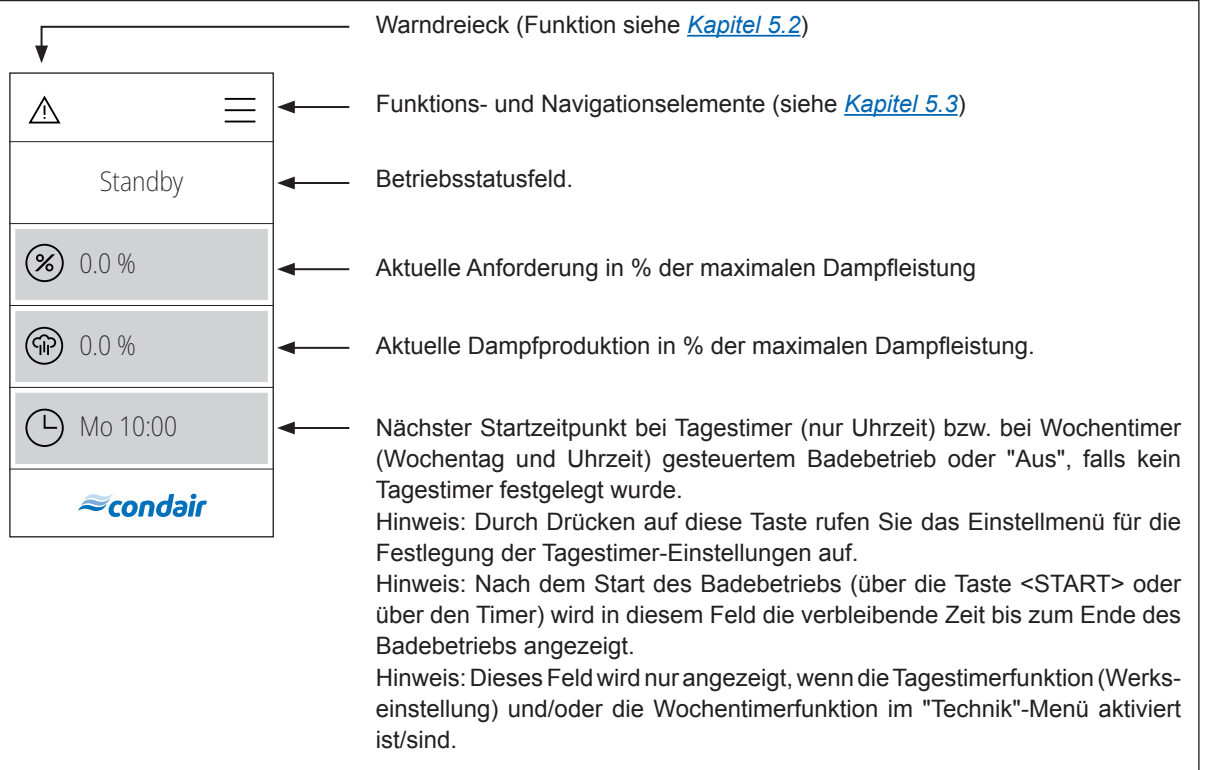 Warndreieck (Funktion siehe Kapitel 5.2)
Funktions- und Navigationselemente (siehe Kapitel 5.3)
Standby
Betriebsstatusfeld.
0.0 %
Aktuelle Anforderung in % der maximalen Dampfleistung
0.0 %
Aktuelle Dampfproduktion in % der maximalen Dampfleistung.
Mo 10:00
Nächster Startzeitpunkt bei Tagestimer (nur Uhrzeit) bzw. bei Wochentimer
(Wochentag und Uhrzeit) gesteuertem Badebetrieb oder "Aus", falls kein
Tagestimer festgelegt wurde.
condair
Hinweis: Durch Drücken auf diese Taste rufen Sie das Einstellmenü für die
Festlegung der Tagestimer-Einstellungen auf.
Hinweis: Nach dem Start des Badebetriebs (über die Taste <START> oder
über den Timer) wird in diesem Feld die verbleibende Zeit bis zum Ende des
Badebetriebs angezeigt.
Hinweis: Dieses Feld wird nur angezeigt, wenn die Tagestimerfunktion (Werks-
einstellung) und/oder die Wochentimerfunktion im "Technik"-Menü aktiviert
ist/sind.